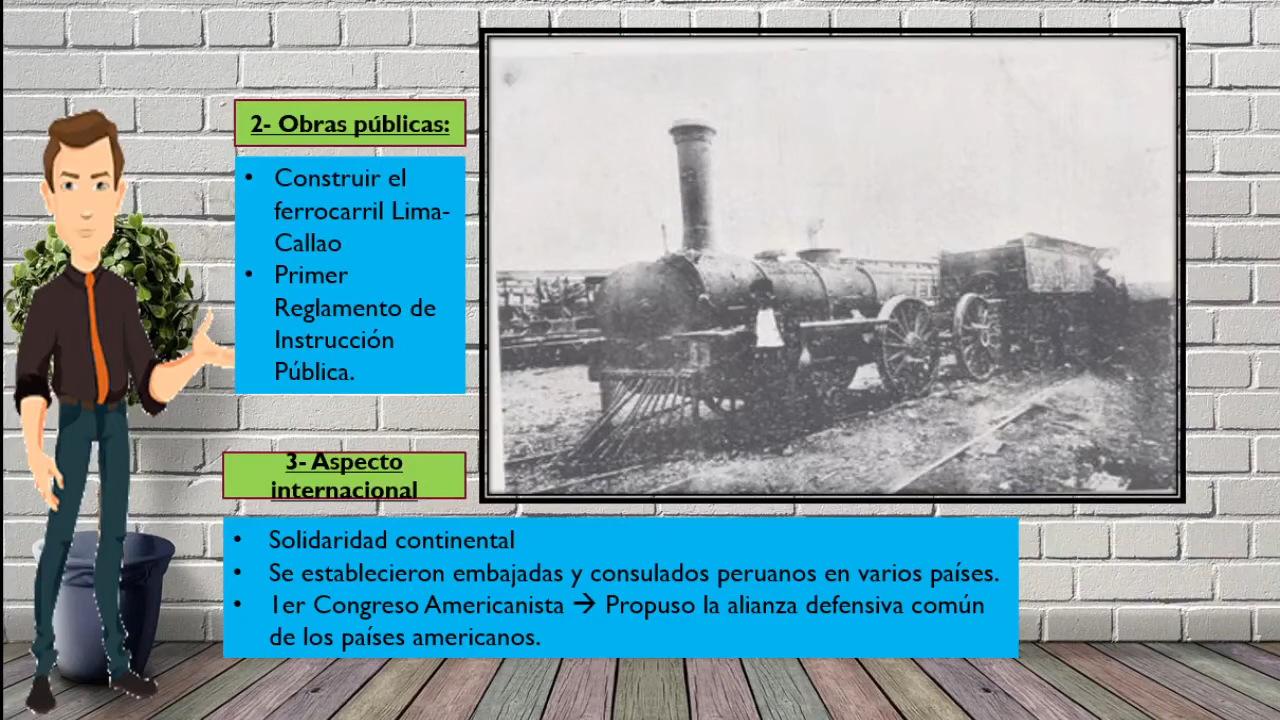 2- Obras públicas:
• Construir el
ferrocarril Lima-
Callao
• Primer
Reglamento de
Instrucción
Pública.
3- Aspecto
internacional
• Solidaridad continental
• Se establecieron embajadas y consulados peruanos en varios países.
• 1er Congreso Americanista → Propuso la alianza defensiva común
de los países americanos.